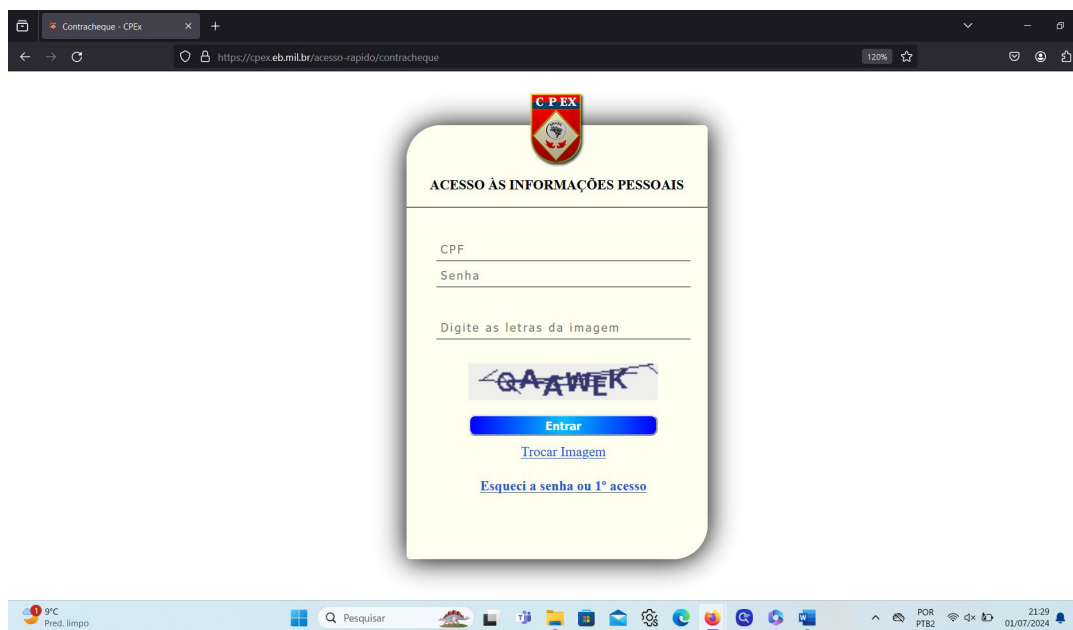 Contracheque - CPEx
https://cpex.eb.mil.br/acesso-rapido/contracheque
120%
C P EX
ACESSO ÀS INFORMAÇÕES PESSOAIS
CPF
Senha
Digite as letras da imagem
QAAWEK
Entrar
Trocar Imagem
Esqueci a senha ou 1º acesso
1
9°C
Pred. limpo
Pesquisar
POR
PTB2
21:29
01/07/2024